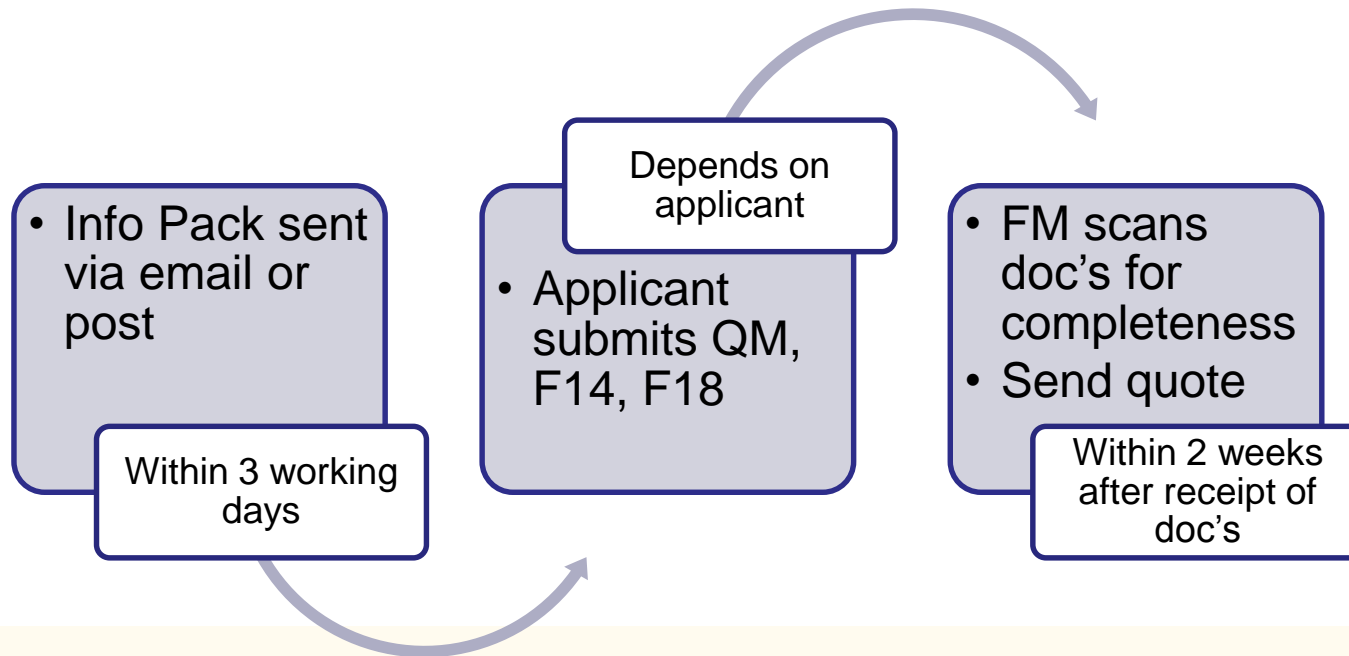 • Info Pack sent
via email or
post
Within 3 working
days
Depends on
applicant
• Applicant
submits QM,
F14, F18
• FM scans
doc’s for
completeness
• Send quote
Within 2 weeks
after receipt of
doc’s